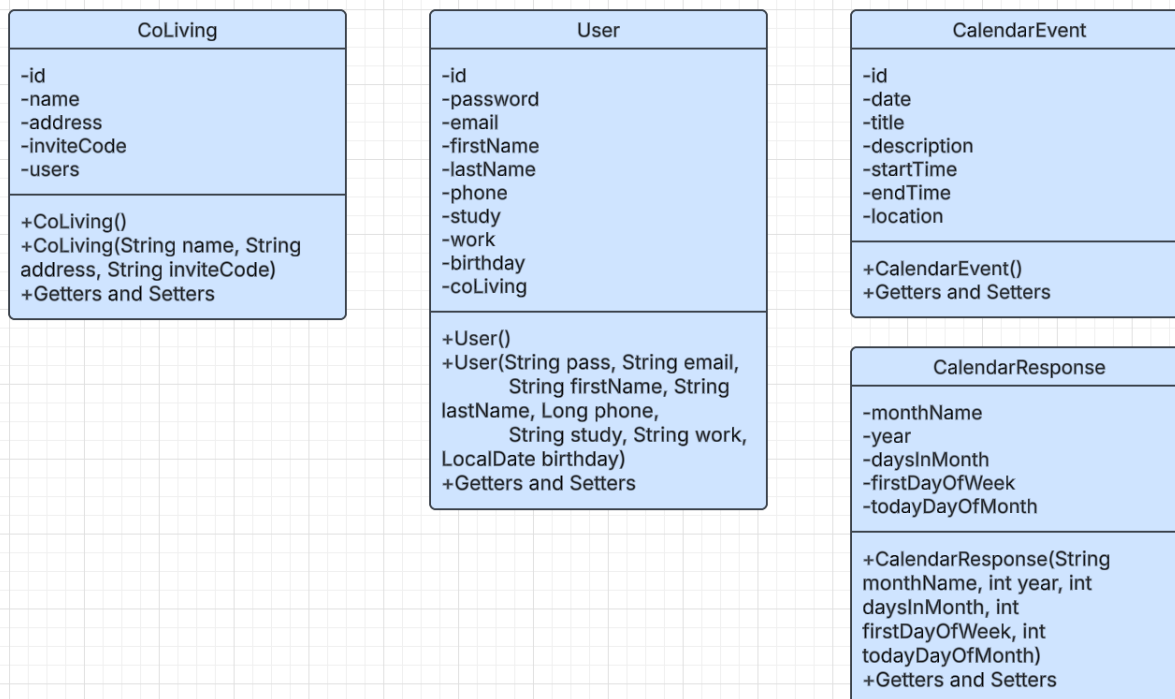 CoLiving
-id
-name
-address
-inviteCode
-users
+CoLiving()
+CoLiving(String name, String
address, String inviteCode)
+Getters and Setters
User
-id
-password
-email
-firstName
-lastName
-phone
-study
-work
-birthday
-coLiving
+User()
+User(String pass, String email,
String firstName, String
lastName, Long phone,
String study, String work,
LocalDate birthday)
+Getters and Setters
CalendarEvent
-id
-date
-title
-description
-startTime
-endTime
-location
+CalendarEvent()
+Getters and Setters
CalendarResponse
-monthName
-year
-daysInMonth
-firstDayOfWeek
-todayDayOfMonth
+CalendarResponse(String
monthName, int year, int
daysInMonth, int
firstDayOfWeek, int
todayDayOfMonth)
+Getters and Setters